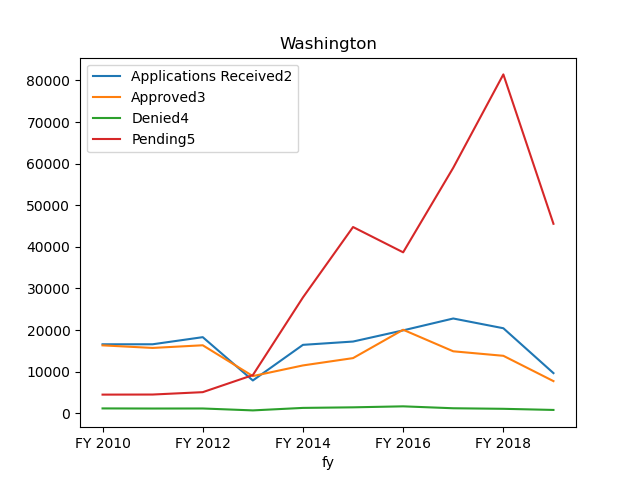 Washington
Applications Received2
Approved3
Denied4
Pending5
80000
70000
60000
50000
40000
30000
20000
10000
0
FY 2010 FY 2012 FY 2014 FY 2016 FY 2018
fy